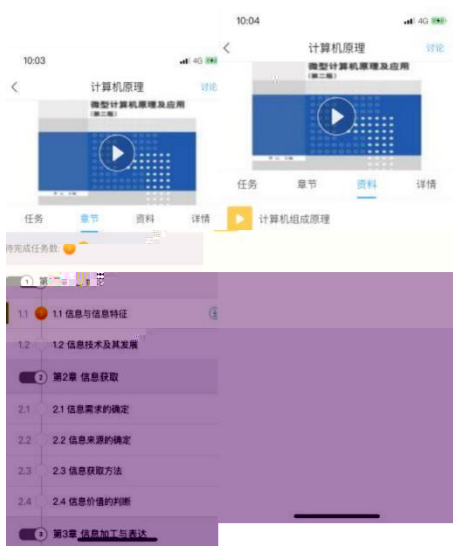 10:03
4G
计算机原理
讨论
微型计算机原理及应用
(第二版)
任务
章节
资料
详情
待完成任务数:
1
第
1.1
1.1 信息与信息特征
1.2
1.2 信息技术及其发展
2
第2章 信息获取
2.1
2.1 信息需求的确定
2.2
2.2 信息来源的确定
2.3
2.3 信息获取方法
2.4
2.4 信息价值的判断
3
第3章 信息加工与表达
10:04
4G
计算机原理
讨论
微型计算机原理及应用
(第二版)
任务
章节
资料
详情
计算机组成原理